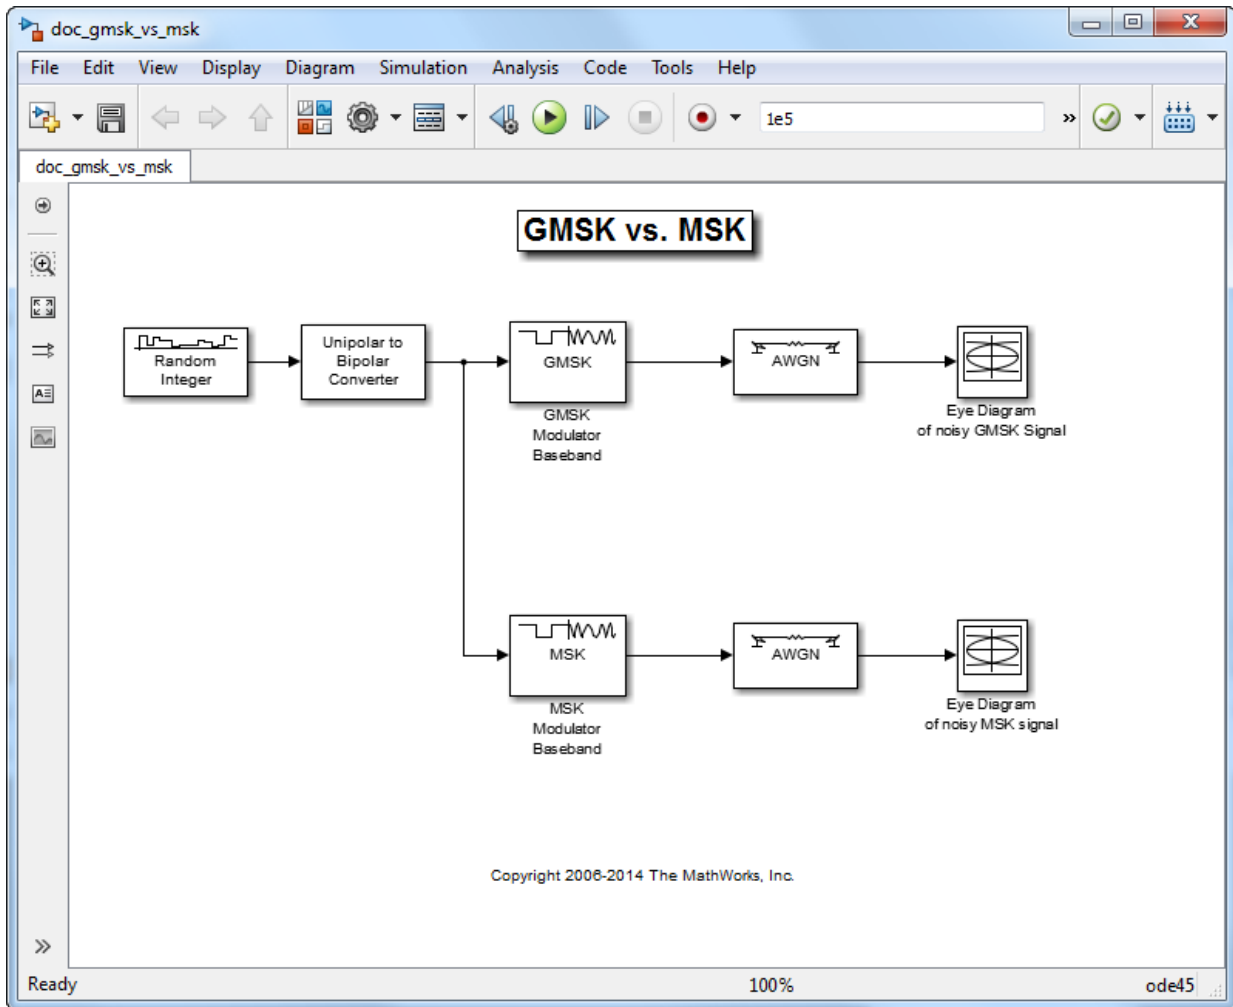 doc_gmsk_vs_msk
File Edit View Display Diagram Simulation Analysis Code Tools Help
1e5
»
doc_gmsk_vs_msk
GMSK vs. MSK
Random
Integer
Unipolar to
Bipolar
Converter
GMSK
GMSK
Modulator
Baseband
AWGN
Eye Diagram
of noisy GMSK Signal
MSK
MSK
Modulator
Baseband
AWGN
Eye Diagram
of noisy MSK signal
Copyright 2006-2014 The MathWorks, Inc.
Ready 100% ode45